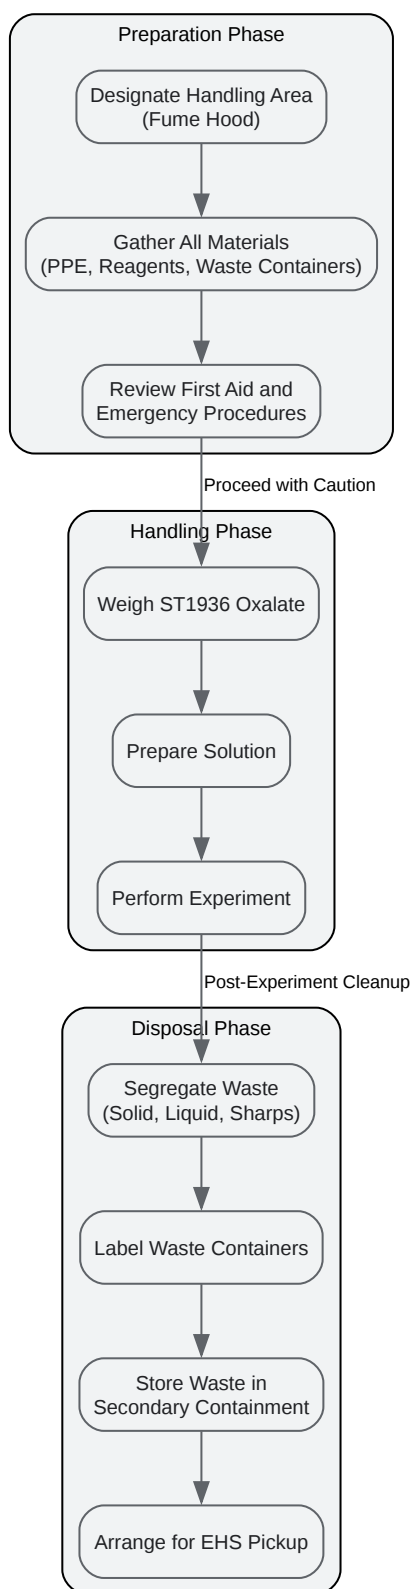 Preparation Phase
Designate Handling Area
(Fume Hood)
Gather All Materials
(PPE, Reagents, Waste Containers)
Review First Aid and
Emergency Procedures
Proceed with Caution
Handling Phase
Weigh ST1936 Oxalate
Prepare Solution
Perform Experiment
Post-Experiment Cleanup
Disposal Phase
Segregate Waste
(Solid, Liquid, Sharps)
Label Waste Containers
Store Waste in
Secondary Containment
Arrange for EHS Pickup